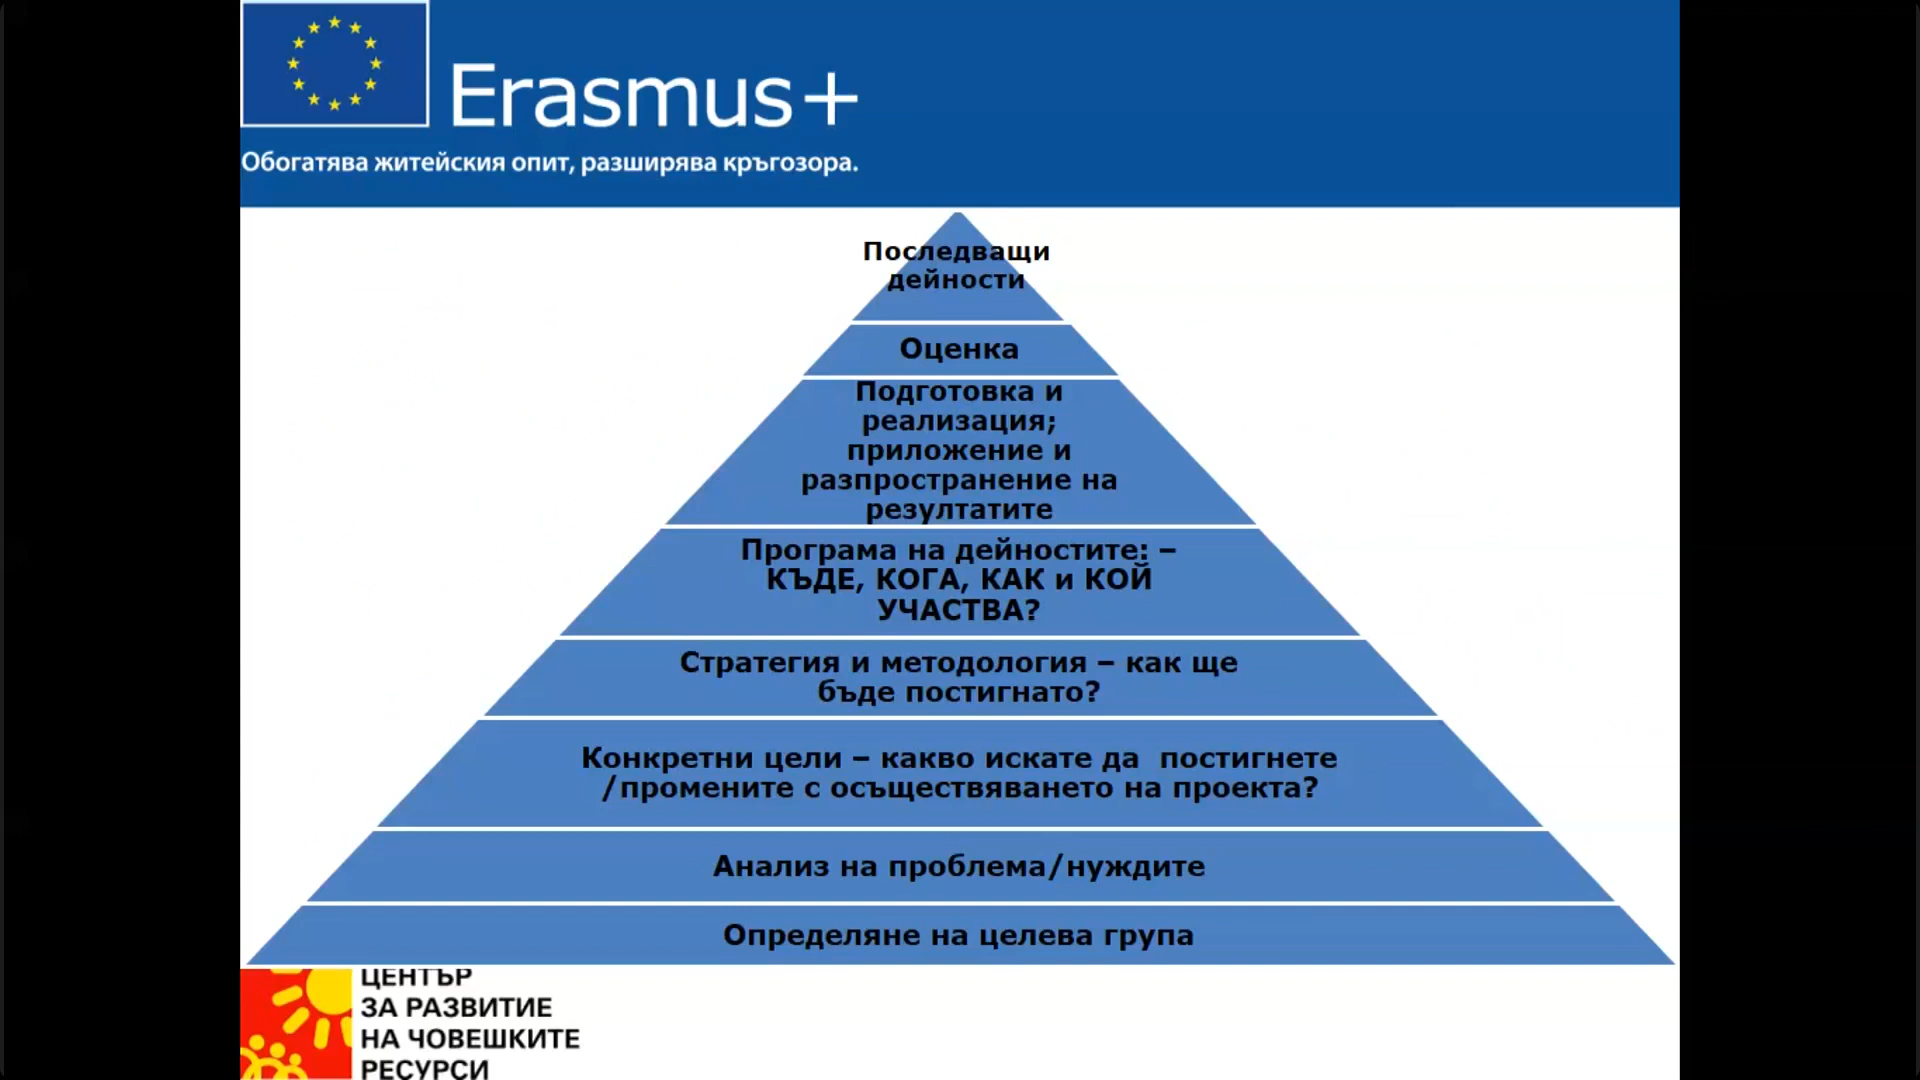 Erasmus+
Обогатява житейския опит, разширява кръгозора.
Последващи
дейности
Оценка
Подготовка и
реализация;
приложение и
разпространение на
резултатите
Програма на дейностите: –
КЪДЕ, КОГА, КАК и КОЙ
УЧАСТВА?
Стратегия и методология – как ще
бъде постигнато?
Конкретни цели – какво искате да  постигнете
/промените с осъществяването на проекта?
Анализ на проблема/нуждите
Определяне на целева група
ЦЕНТЪР
ЗА РАЗВИТИЕ
НА ЧОВЕШКИТЕ
РЕСУРСИ